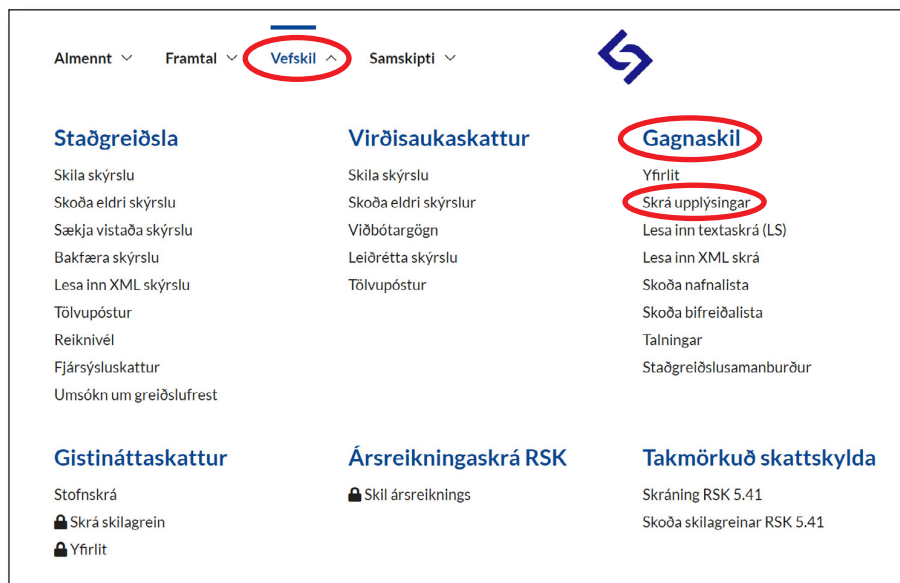 Almennt
Framtal
Vefskil
Samskipti
Staðgreiðsla
Skila skýrslu
Skoða eldri skýrslu
Sækja vistaða skýrslu
Bakfæra skýrslu
Lesa inn XML skýrslu
Tölvupóstur
Reiknivél
Fjársýsluskattur
Umsókn um greiðslufrest
Virðisaukaskattur
Skila skýrslu
Skoða eldri skýrslur
Viðbótargögn
Leiðrétta skýrslu
Tölvupóstur
Gagnaskil
Yfirlit
Skrá upplýsingar
Lesa inn textaskrá (LS)
Lesa inn XML skrá
Skoða nafnalista
Skoða bifreiðalista
Talningar
Staðgreiðslusamanburður
Gistináttaskattur
Stofnskrá
Skrá skilagrein
Yfirlit
Ársreikningaskrá RSK
Skil ársreiknings
Takmörkuð skattskylda
Skráning RSK 5.41
Skoða skilagreinar RSK 5.41